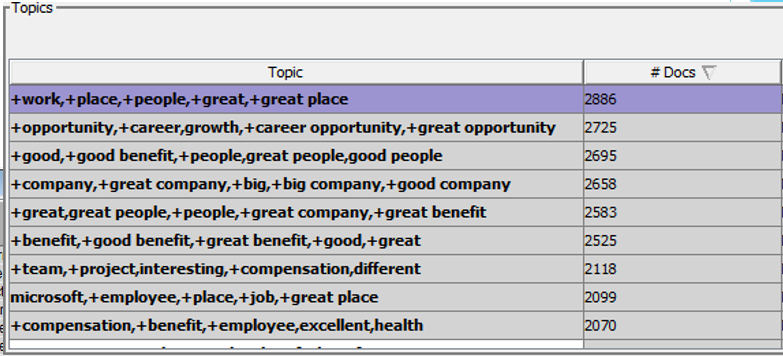 Topics
Topic # Docs
+work,+place,+people,+great,+great place 2886
+opportunity,+career,growth,+career opportunity,+great opportunity 2725
+good,+good benefit,+people,great people,good people 2695
+company,+great company,+big,+big company,+good company 2658
+great,great people,+people,+great company,+great benefit 2583
+benefit,+good benefit,+great benefit,+good,+great 2525
+team,+project,interesting,+compensation,different 2118
microsoft,+employee,+place,+job,+great place 2099
+compensation,+benefit,+employee,excellent,health 2070